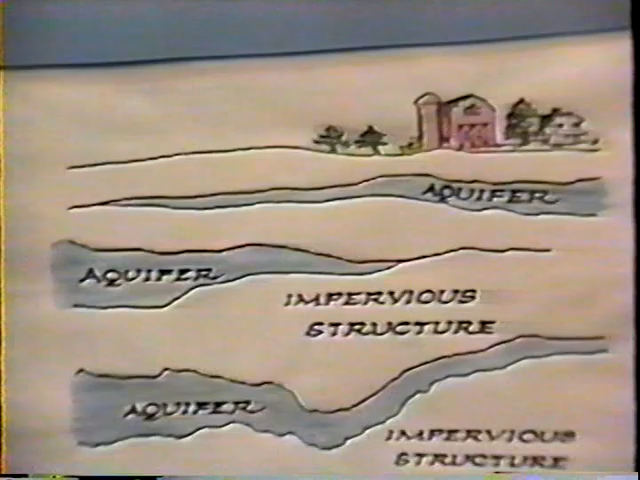 AQUIFER
AQUIFER
IMPERVIOUS
STRUCTURE
AQUIFER
IMPERVIOUS
STRUCTURE